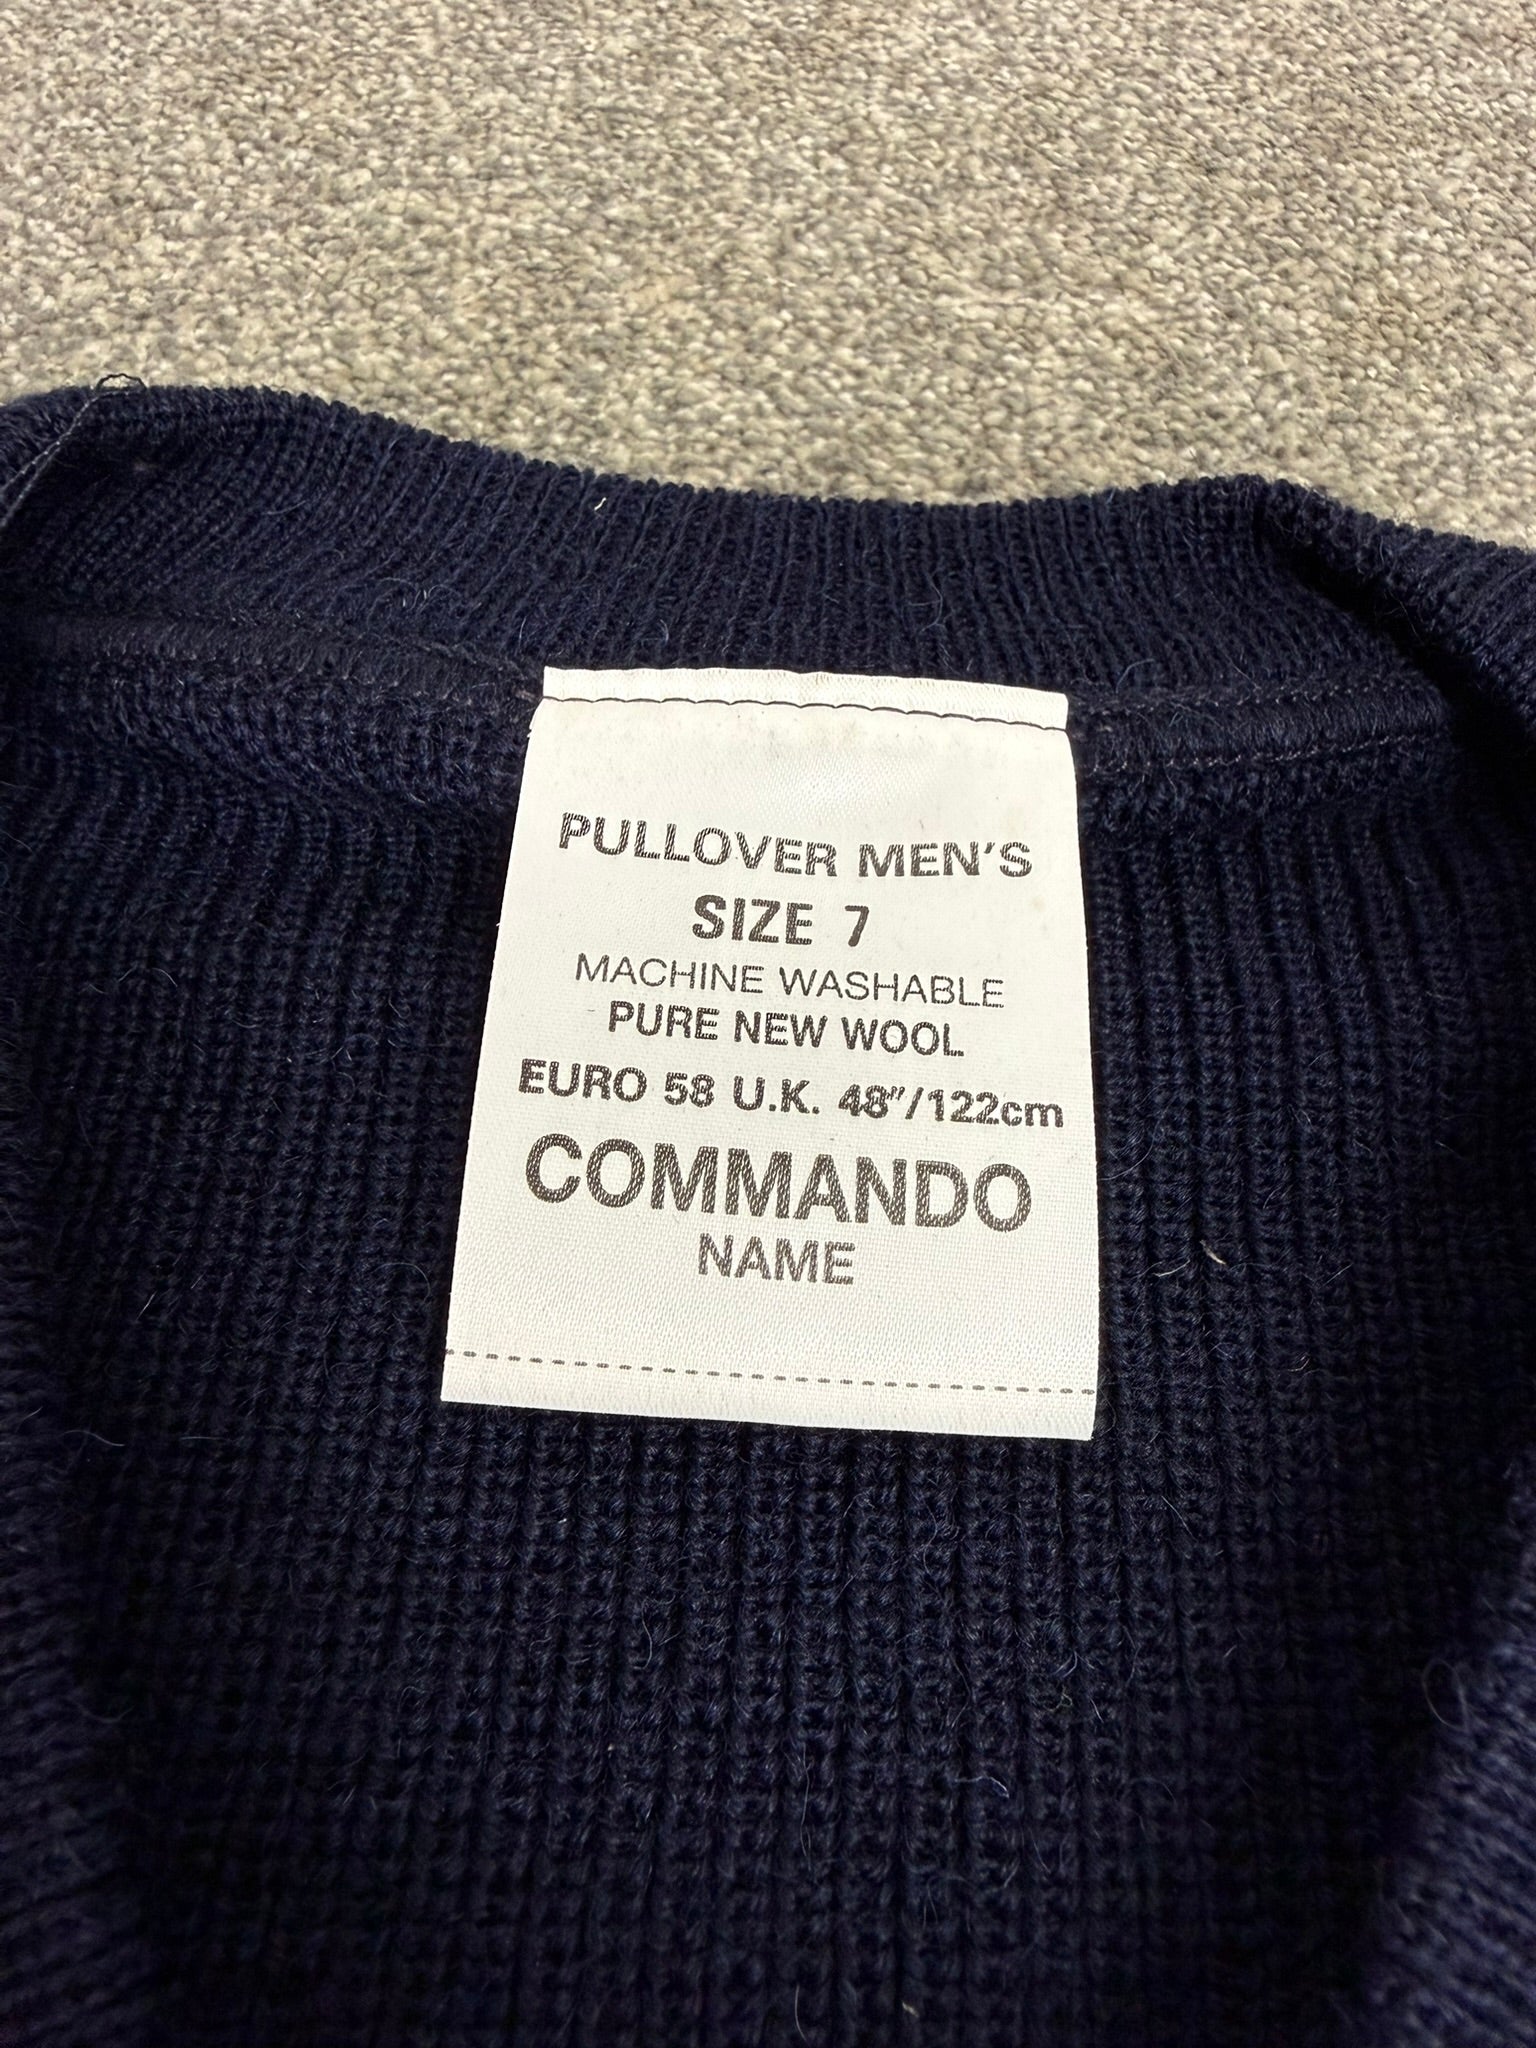 PULLOVER MEN'S
SIZE 7
MACHINE WASHABLE
PURE NEW WOOL
EURO 58 U.K. 48"/122cm
COMMANDO
NAME